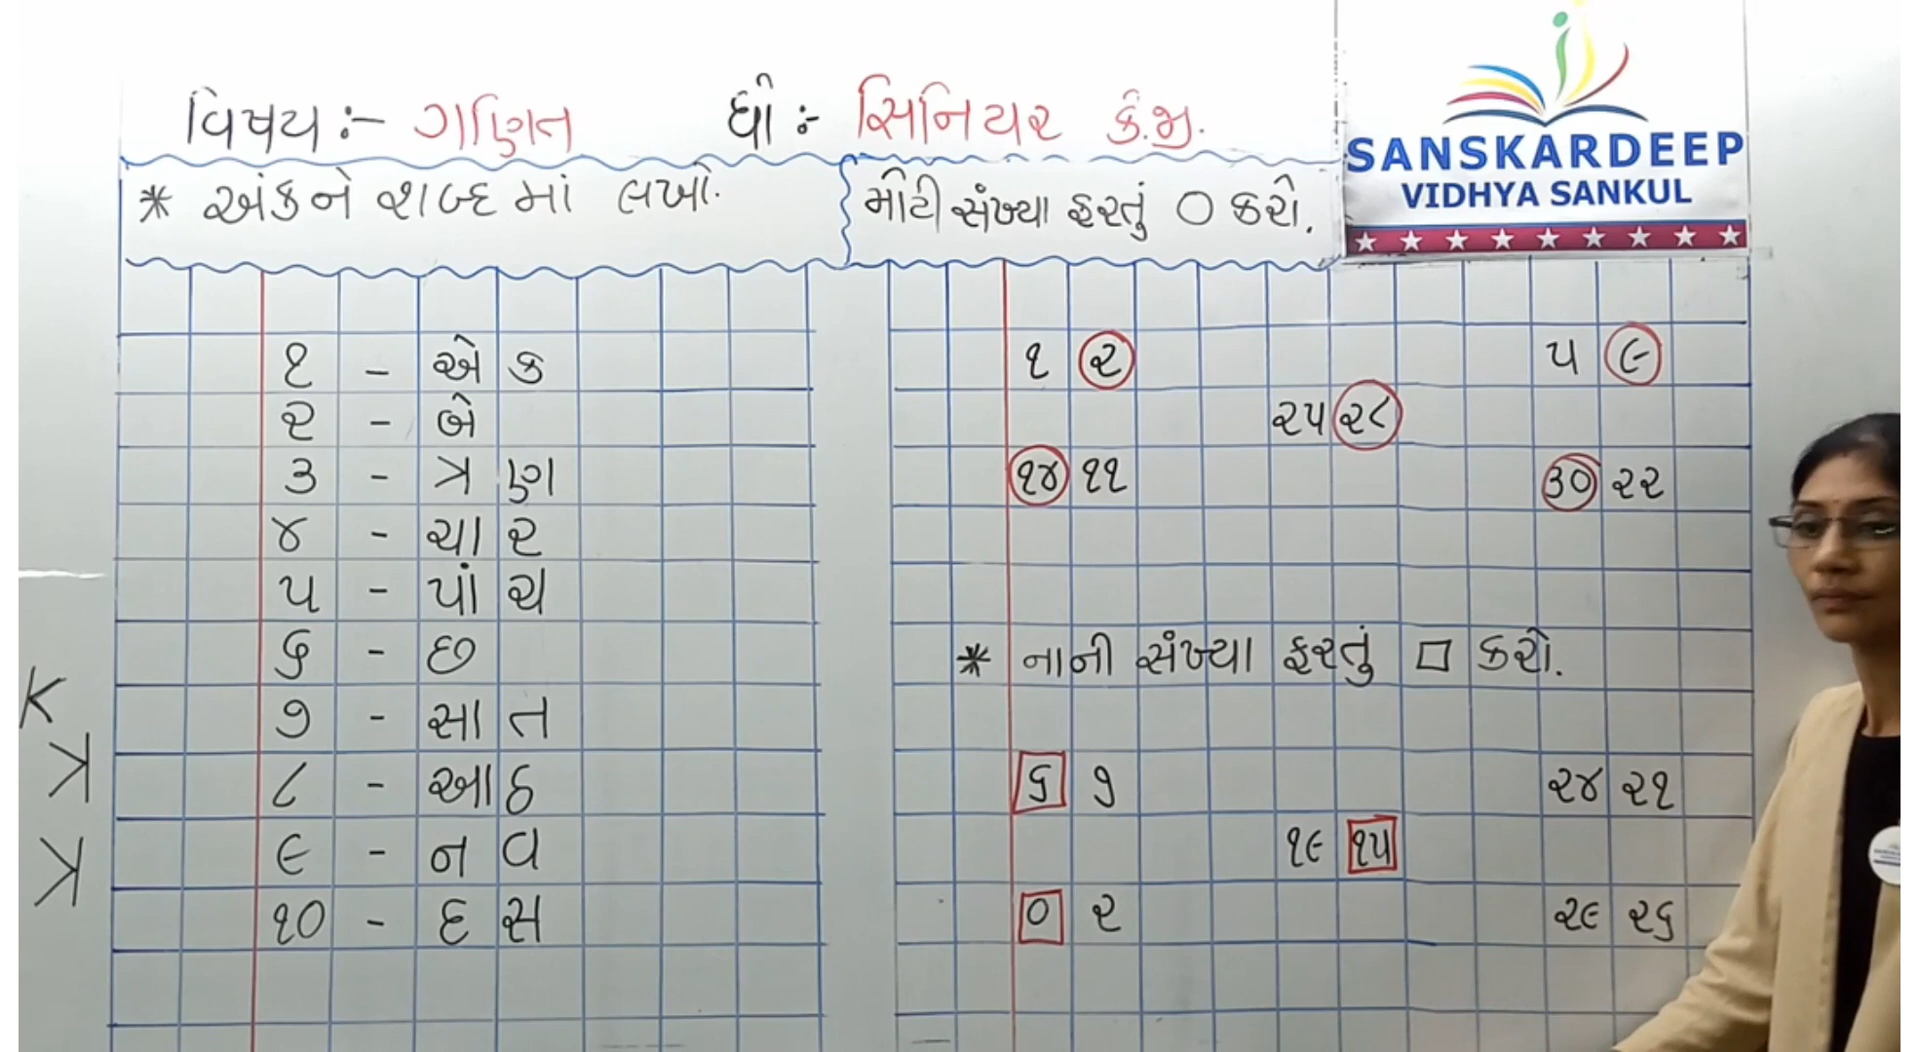 વિષય :- ગણિત
ધો :- સિનિયર કે.જી.
SANSKARDEEP
VIDHYA SANKUL
* અંકને શબ્દમાં લખો.
૧ - એક
૨ - બે
૩ - ત્રણ
૪ - ચાર
૫ - પાંચ
૬ - છ
૭ - સાત
૮ - આઠ
૯ - નવ
૧૦ - દસ
મોટી સંખ્યા ફરતું ○ કરો.
૧ ૨ ૫ ૯
૨૫ ૨૮
૧૪ ૧૧ ૩૦ ૨૨
* નાની સંખ્યા ફરતું □ કરો.
૬ ૭ ૨૪ ૨૧
૧૯ ૧૫
૦ ૨ ૨૯ ૨૬
K
K
K